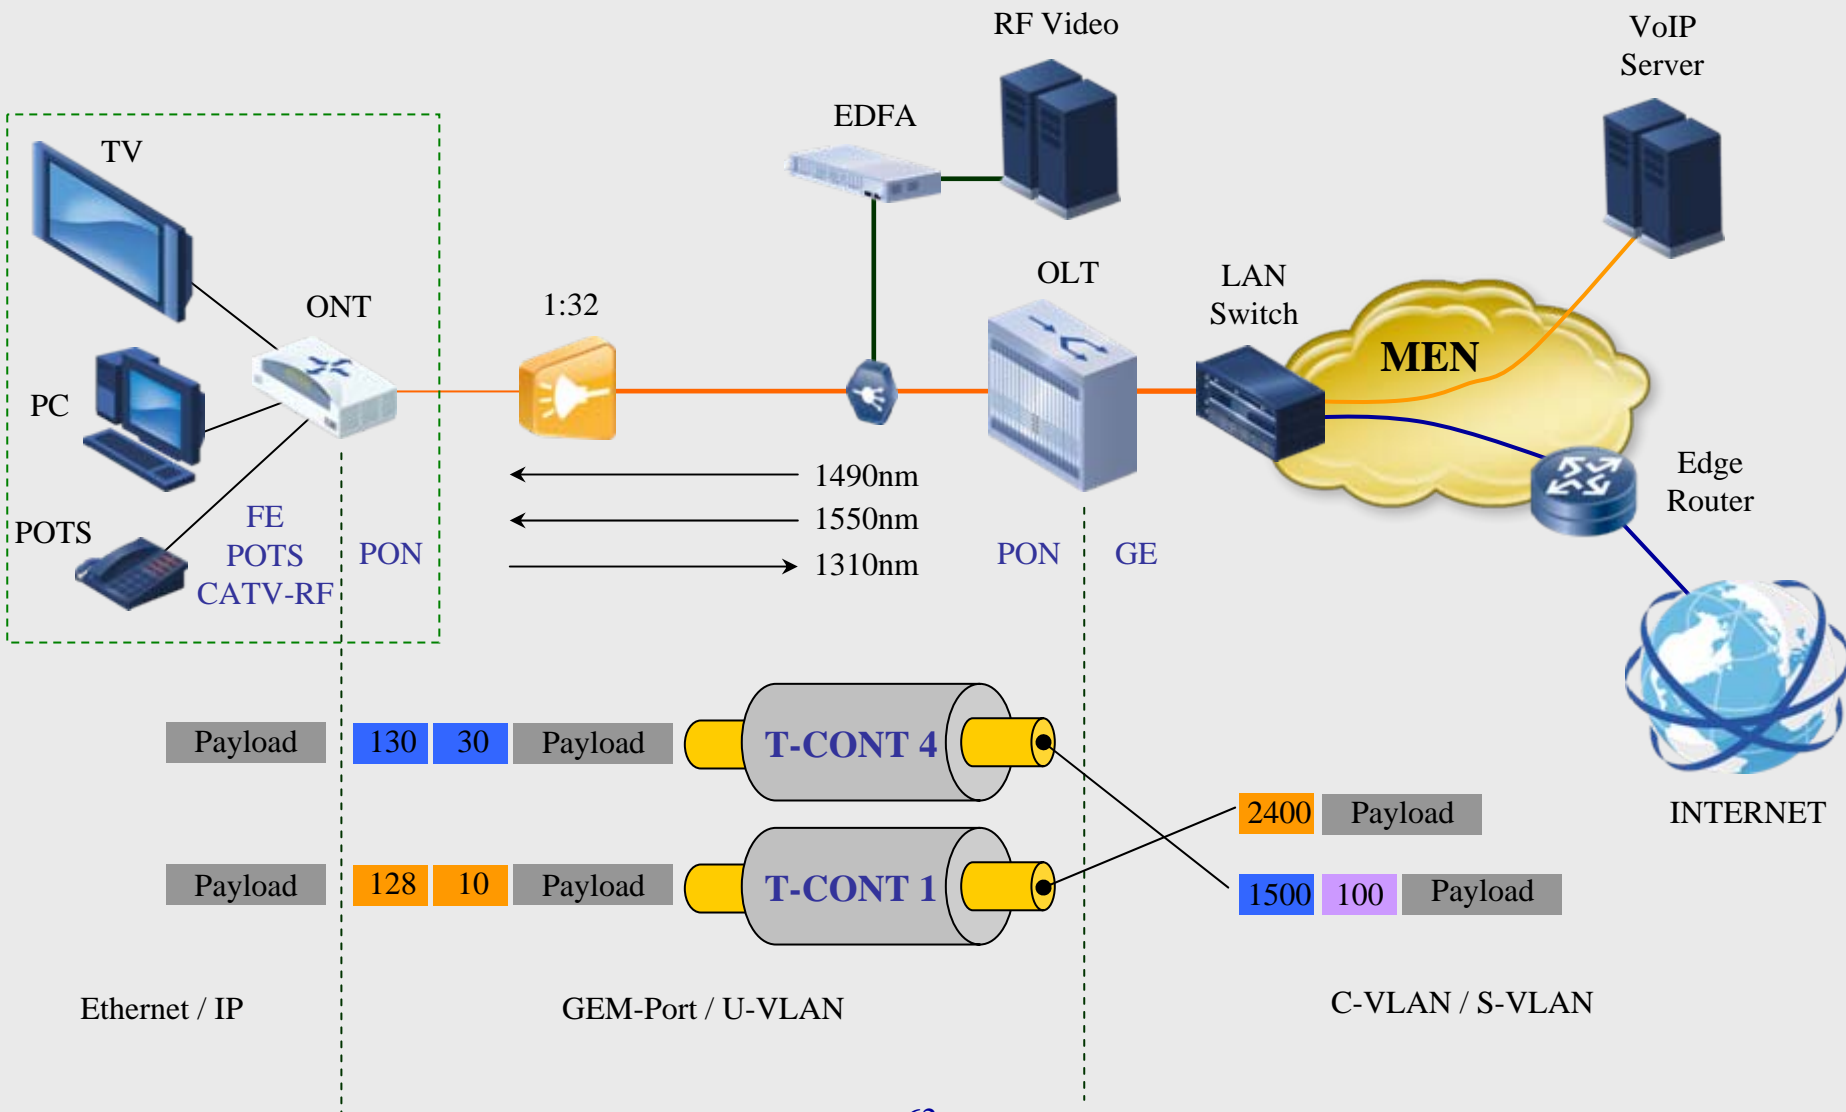 RF Video
VoIP
Server
EDFA
TV
OLT
LAN
Switch
ONT
1:32
MEN
PC
Edge
Router
1490nm
1550nm
1310nm
POTS
FE
POTS
CATV-RF
PON
PON
GE
Payload
130
30
Payload
T-CONT 4
2400
Payload
INTERNET
Payload
128
10
Payload
T-CONT 1
1500
100
Payload
Ethernet / IP
GEM-Port / U-VLAN
C-VLAN / S-VLAN